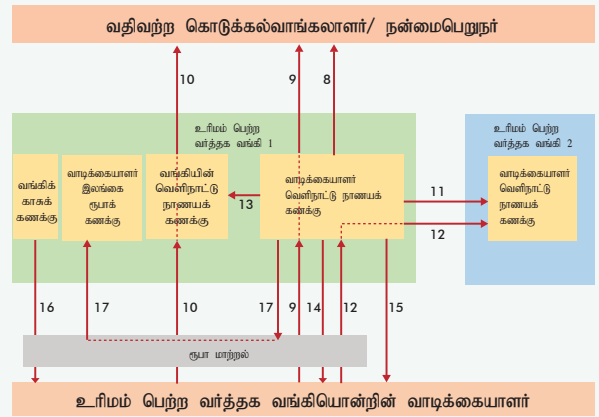 வதிவற்ற கொடுக்கல்வாங்கலாளர்/ நன்மைபெறுநர்
10
9
8
உரிமம் பெற்ற
வர்த்தக வங்கி 1
உரிமம் பெற்ற
வர்த்தக வங்கி 2
வங்கிக்
காசுக்
கணக்கு
வாடிக்கையாளர்
இலங்கை
ரூபாக்
கணக்கு
வங்கியின்
வெளிநாட்டு
நாணயக்
கணக்கு
13
வாடிக்கையாளர்
வெளிநாட்டு நாணயக்
கணக்கு
11
12
வாடிக்கையாளர்
வெளிநாட்டு
நாணயக்
கணக்கு
16
17
10
17
9
14
12
15
ரூபா மாற்றல்
உரிமம் பெற்ற வர்த்தக வங்கியொன்றின் வாடிக்கையாளர்